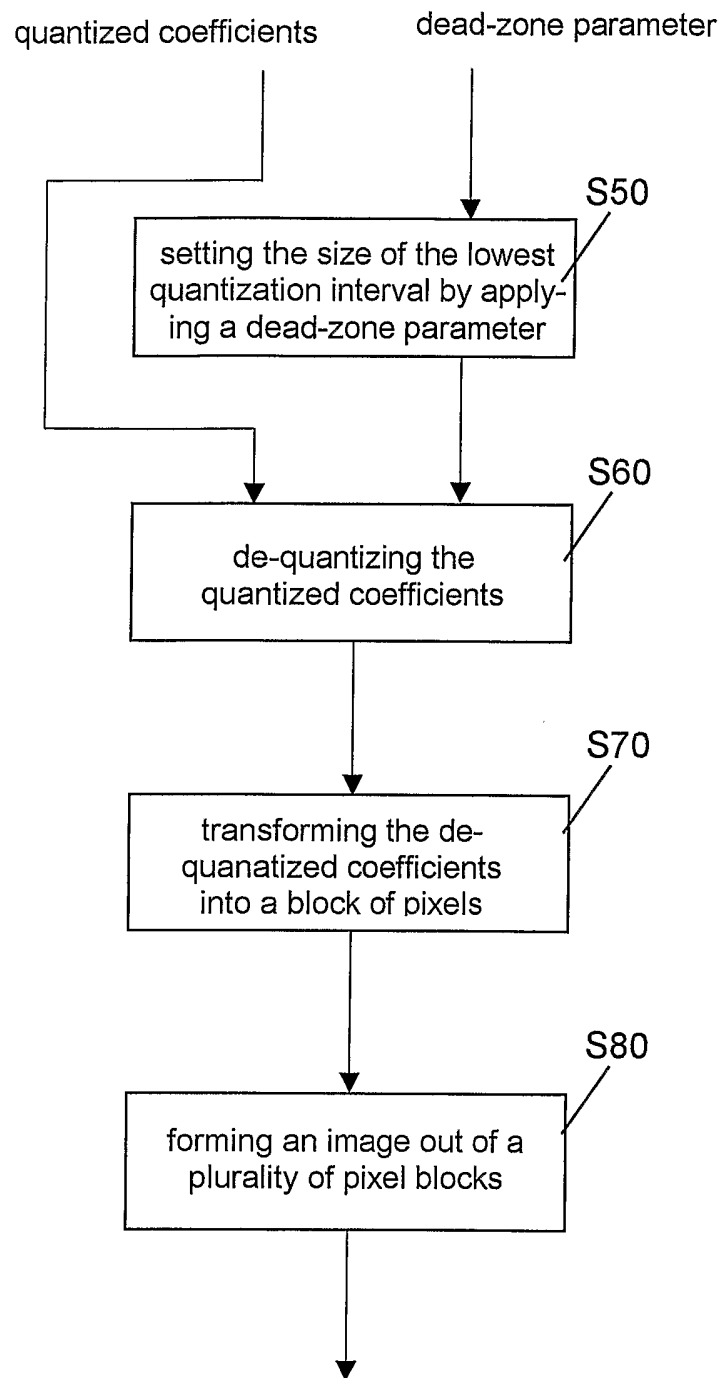 quantized coefficients
dead-zone parameter
S50
setting the size of the lowest
quantization interval by apply-
ing a dead-zone parameter
S60
de-quantizing the
quantized coefficients
S70
transforming the de-
quanatized coefficients
into a block of pixels
S80
forming an image out of a
plurality of pixel blocks